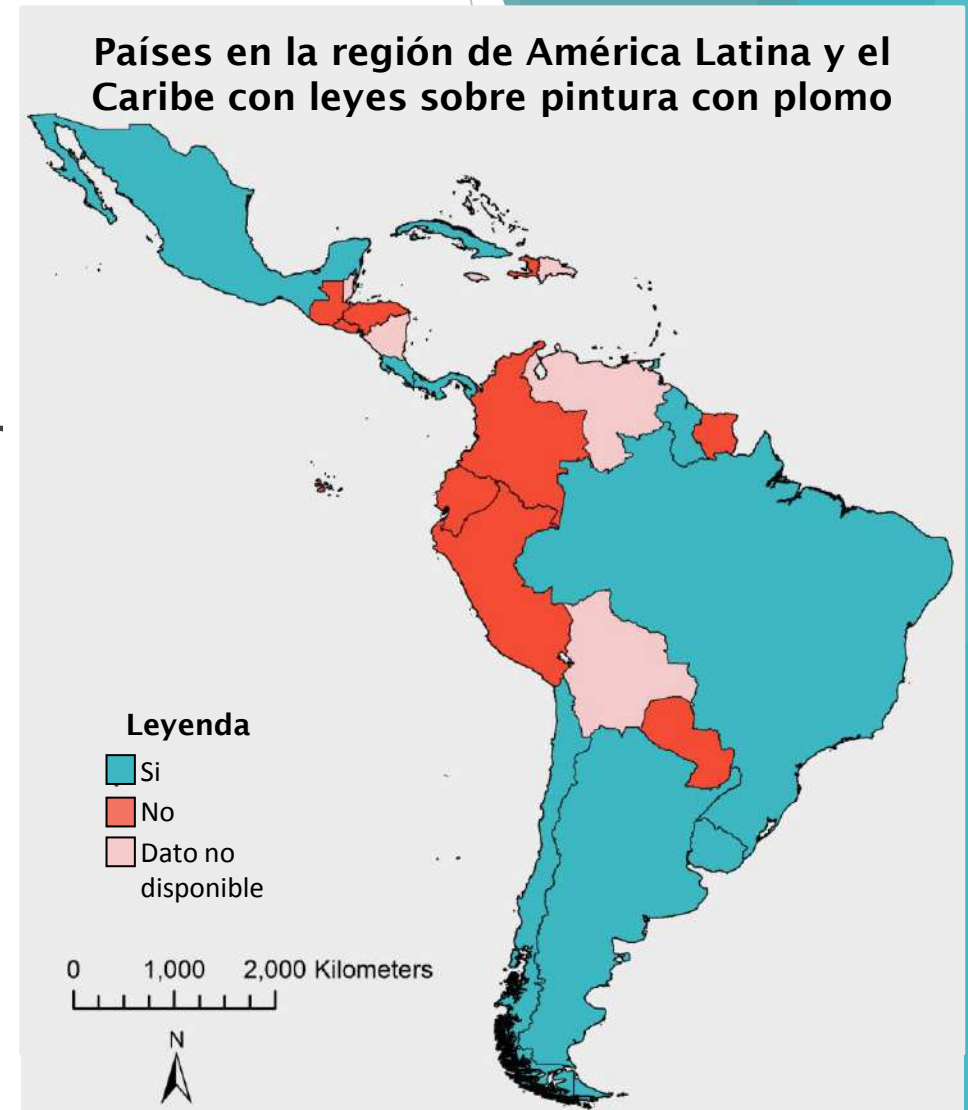 Países en la región de América Latina y el
Caribe con leyes sobre pintura con plomo
Leyenda
Si
No
Dato no
disponible
0 1,000 2,000 Kilometers
N